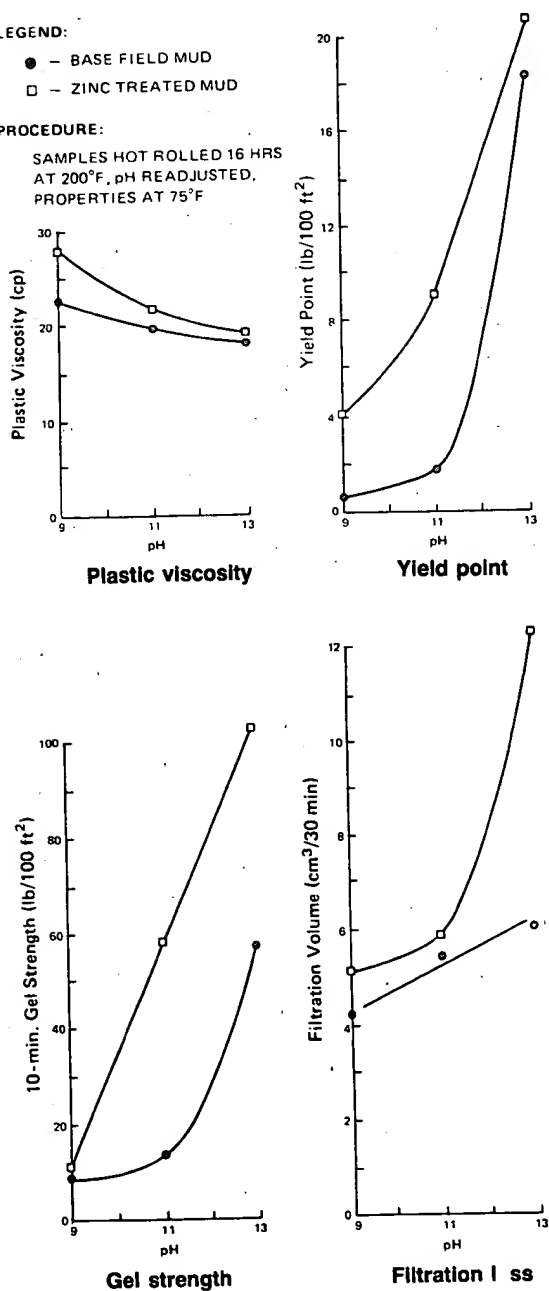 LEGEND:
– BASE FIELD MUD
– ZINC TREATED MUD
PROCEDURE:
SAMPLES HOT ROLLED 16 HRS
AT 200°F, pH READJUSTED,
PROPERTIES AT 75°F
Plastic Viscosity (cp)
30
20
10
0
9
11
13
pH
Plastic viscosity
Yield Point (lb/100 ft²)
20
16
12
8
4
0
9
11
13
pH
Yield point
10-min. Gel Strength (lb/100 ft²)
100
80
60
40
20
0
9
11
13
pH
Gel strength
Filtration Volume (cm³/30 min)
12
10
8
6
4
2
0
9
11
13
pH
Filtration l ss